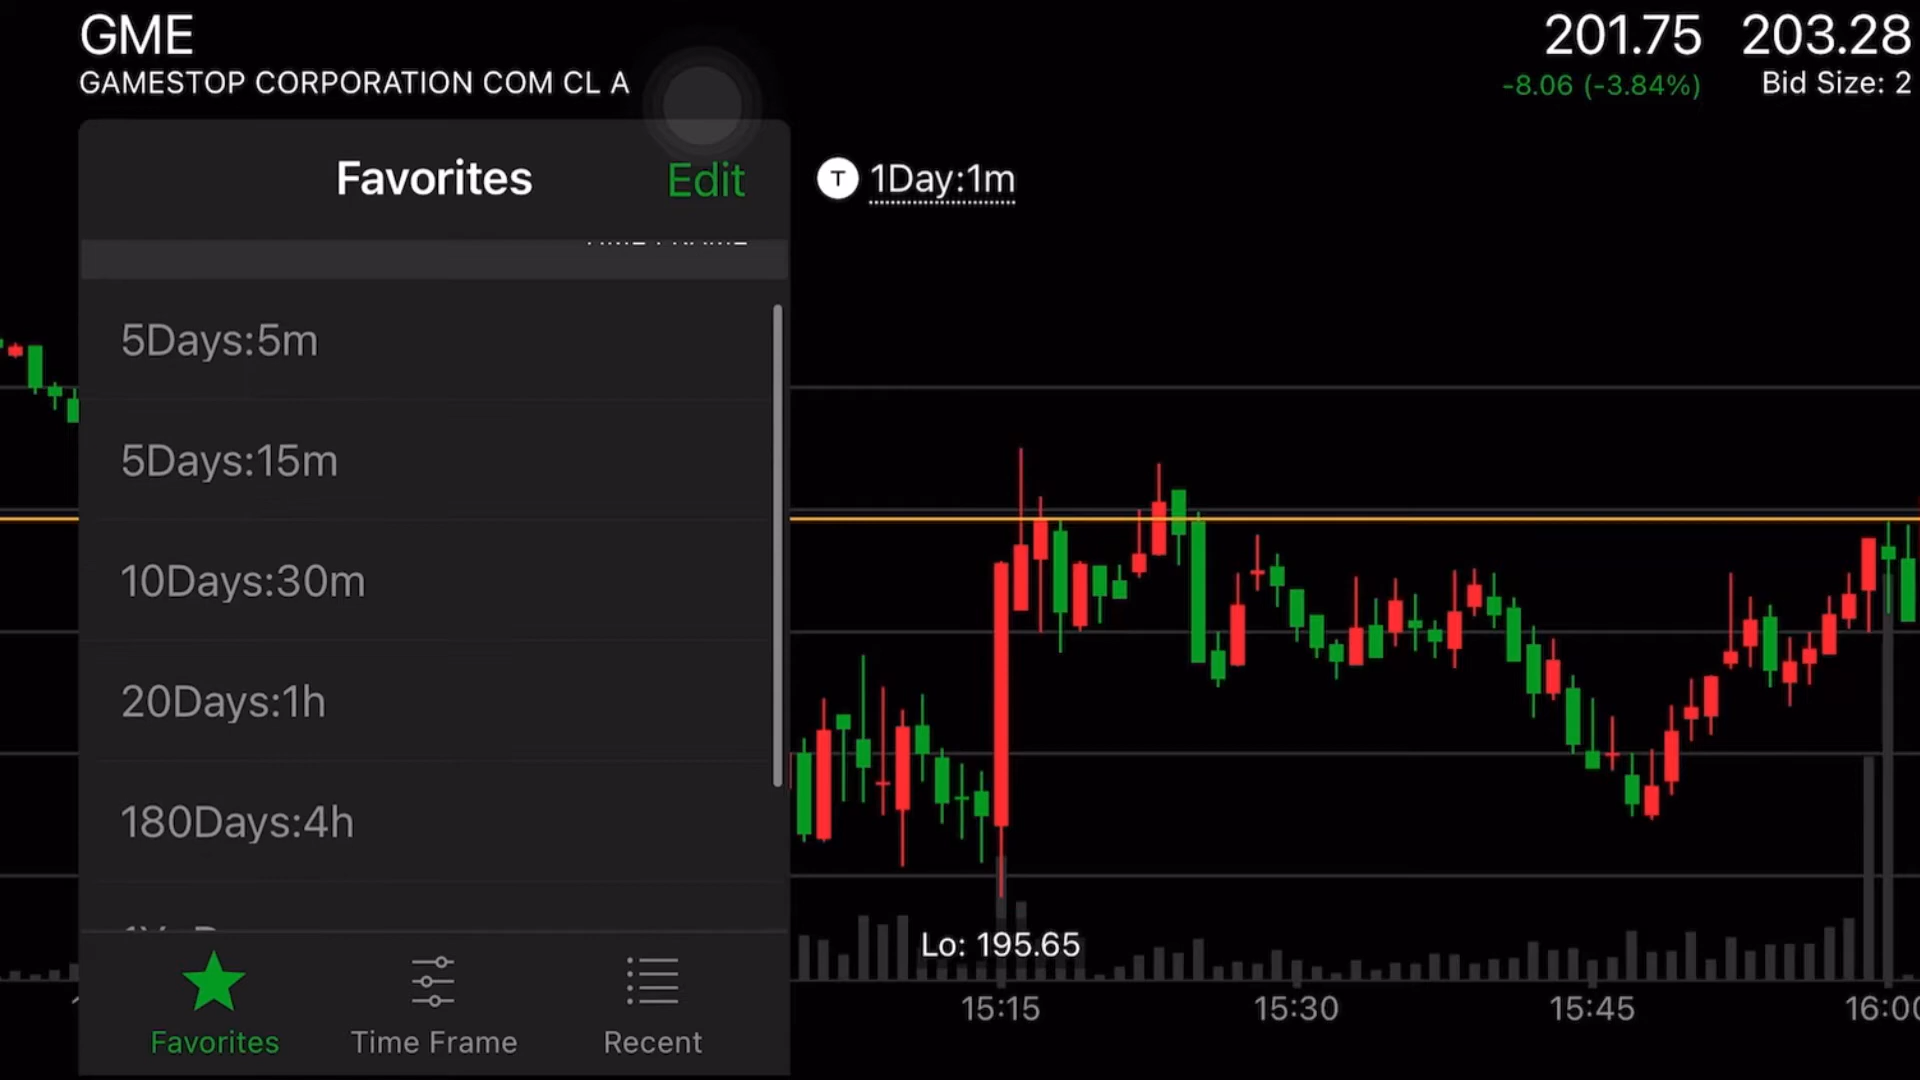 GME
GAMESTOP CORPORATION COM CL A
201.75
203.28
-8.06 (-3.84%)
Bid Size: 2
Favorites
Edit
T
1Day:1m
5Days:5m
5Days:15m
10Days:30m
20Days:1h
180Days:4h
Lo: 195.65
15:15
15:30
15:45
Favorites
Time Frame
Recent